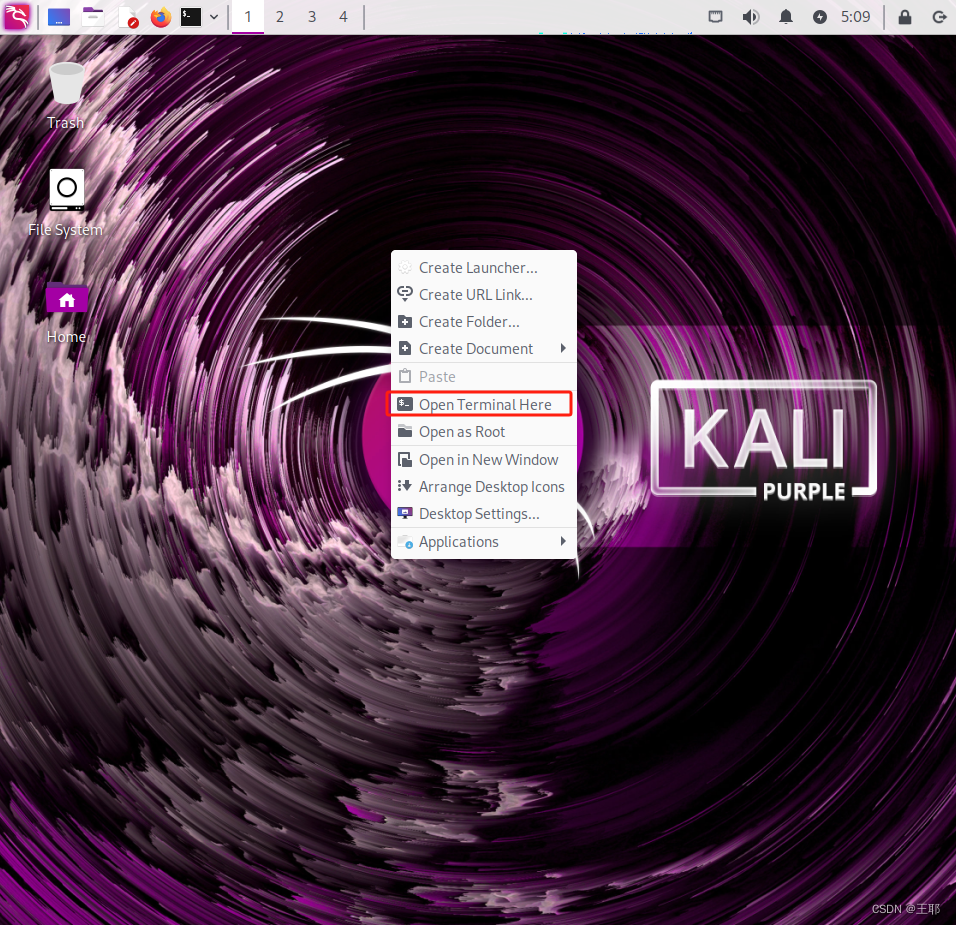 1 2 3 4 5:09
Trash
File System
Home
Create Launcher...
Create URL Link...
Create Folder...
Create Document
Paste
Open Terminal Here
Open as Root
Open in New Window
Arrange Desktop Icons
Desktop Settings...
Applications
KALI
PURPLE
CSDN @王耶